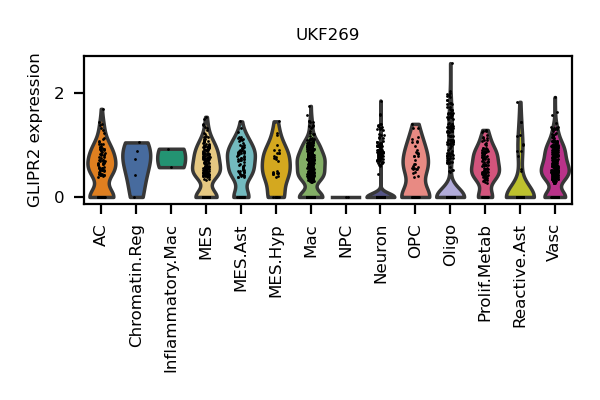 UKF269
GLIPR2 expression
2
0
AC
Chromatin.Reg
Inflammatory.Mac
MES
MES.Ast
MES.Hyp
Mac
NPC
Neuron
OPC
Oligo
Prolif.Metab
Reactive.Ast
Vasc